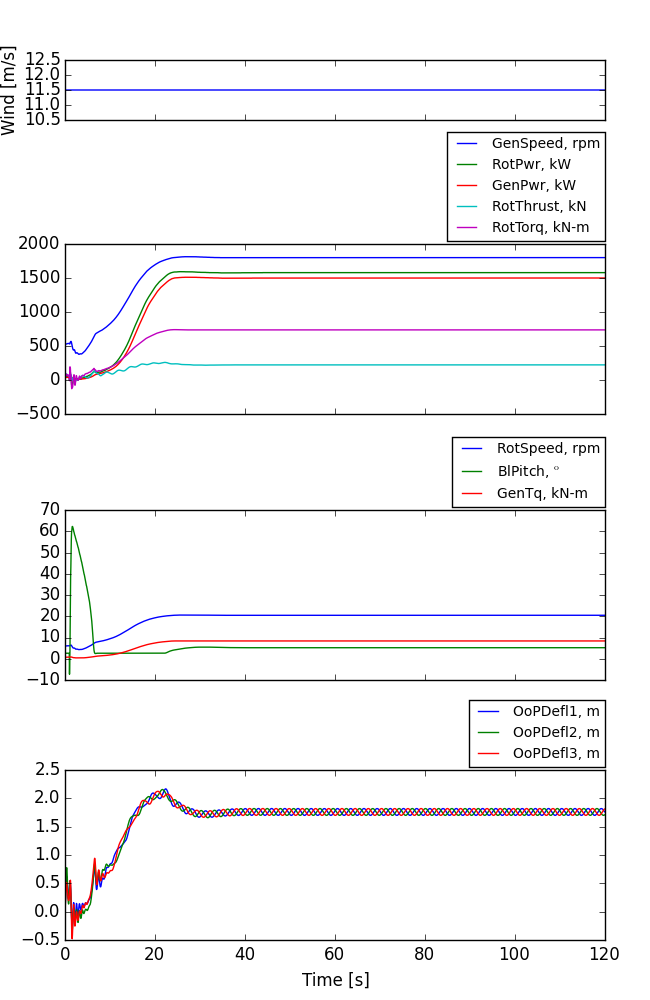 Wind [m/s]
12.5
12.0
11.5
11.0
10.5
GenSpeed, rpm
RotPwr, kW
GenPwr, kW
RotThrust, kN
RotTorq, kN-m
2000
1500
1000
500
0
−500
RotSpeed, rpm
BlPitch, °
GenTq, kN-m
70
60
50
40
30
20
10
0
−10
OoPDefl1, m
OoPDefl2, m
OoPDefl3, m
2.5
2.0
1.5
1.0
0.5
0.0
−0.5
0 20 40 60 80 100 120
Time [s]